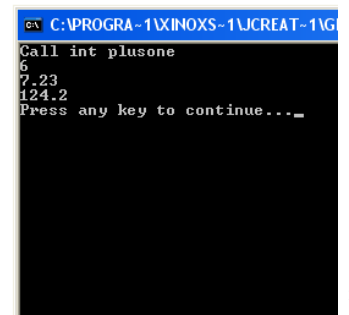 C:\PROGRA~1\XINOXS~1\JCREAT~1\GI
Call int plusone
6
7.23
124.2
Press any key to continue..._